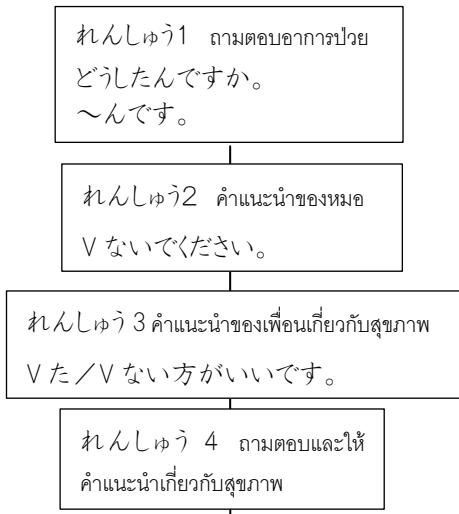 れんしゅう1 ถามตอบอาการป่วย
どうしたんですか。
～んです。
れんしゅう2 คำแนะนำของหมอ
V ないでください。
れんしゅう3 คำแนะนำของเพื่อนเกี่ยวกับสุขภาพ
V た／V ない方がいいです。
れんしゅう 4 ถามตอบและให้
คำแนะนำเกี่ยวกับสุขภาพ